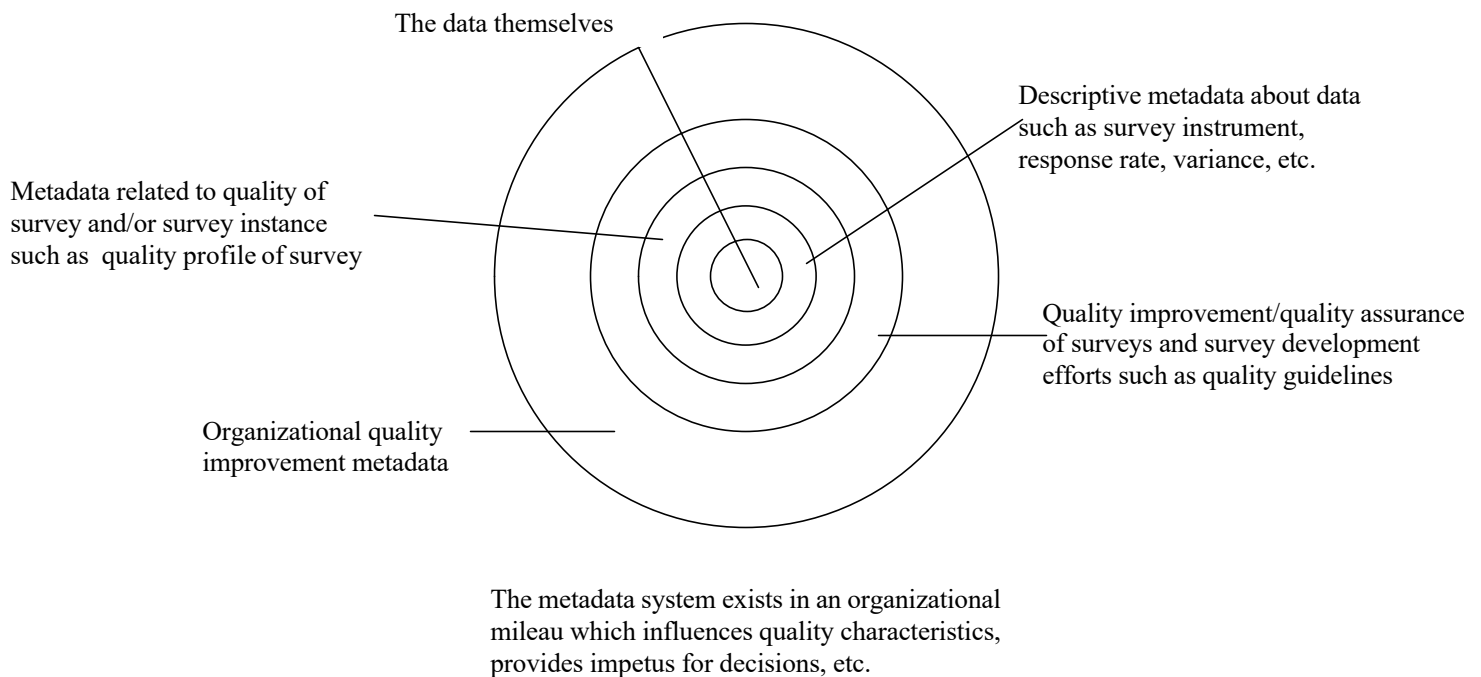 The data themselves
Descriptive metadata about data
such as survey instrument,
response rate, variance, etc.
Metadata related to quality of
survey and/or survey instance
such as quality profile of survey
Quality improvement/quality assurance
of surveys and survey development
efforts such as quality guidelines
Organizational quality
improvement metadata
The metadata system exists in an organizational
mileau which influences quality characteristics,
provides impetus for decisions, etc.